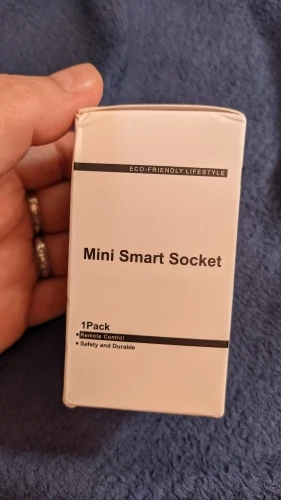 ECO-FRIENDLY LIFESTYLE
Mini Smart Socket
1Pack
• Remote Control
• Safety and Durable